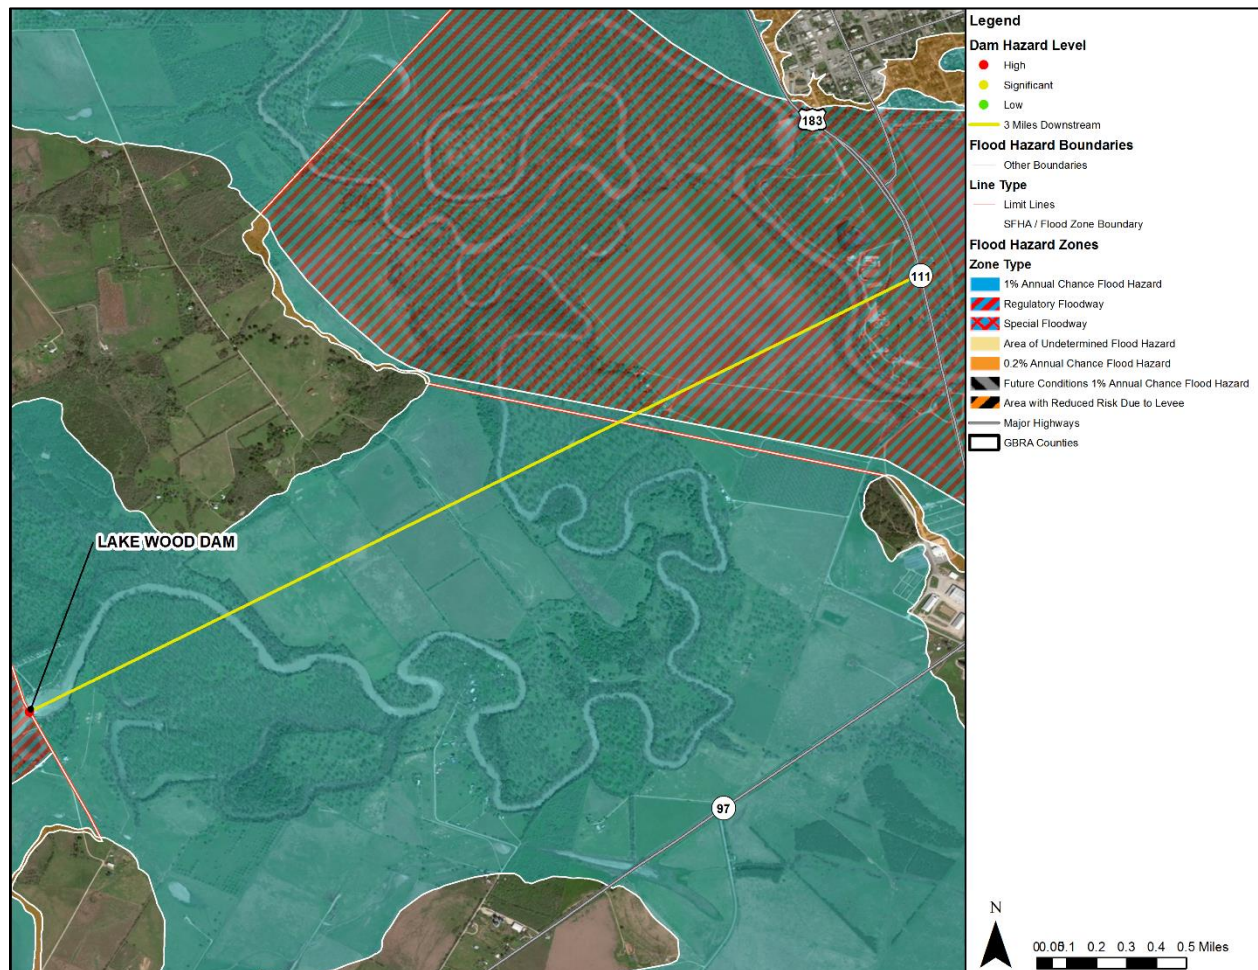 183
111
LAKE WOOD DAM
97
Legend
Dam Hazard Level
High
Significant
Low
3 Miles Downstream
Flood Hazard Boundaries
Other Boundaries
Line Type
Limit Lines
SFHA / Flood Zone Boundary
Flood Hazard Zones
Zone Type
1% Annual Chance Flood Hazard
Regulatory Floodway
Special Floodway
Area of Undetermined Flood Hazard
0.2% Annual Chance Flood Hazard
Future Conditions 1% Annual Chance Flood Hazard
Area with Reduced Risk Due to Levee
Major Highways
GBRA Counties
N
00.05 0.1 0.2 0.3 0.4 0.5 Miles